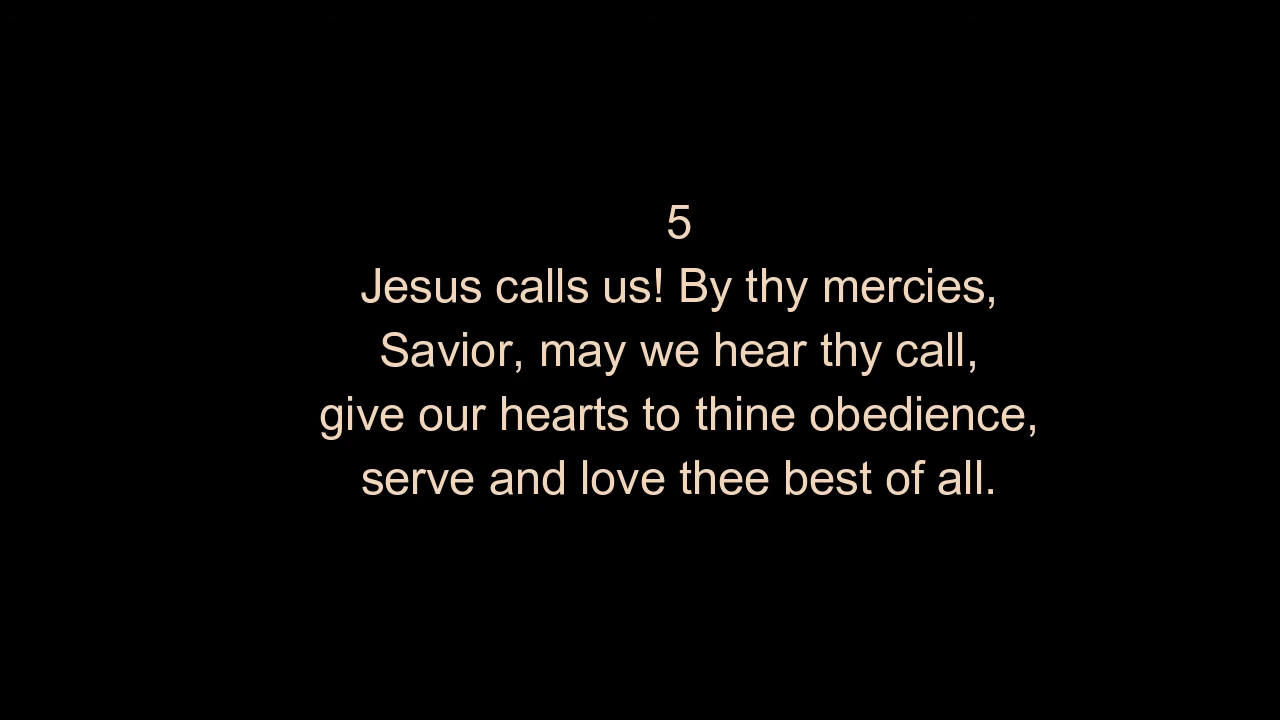 5
Jesus calls us! By thy mercies,
Savior, may we hear thy call,
give our hearts to thine obedience,
serve and love thee best of all.